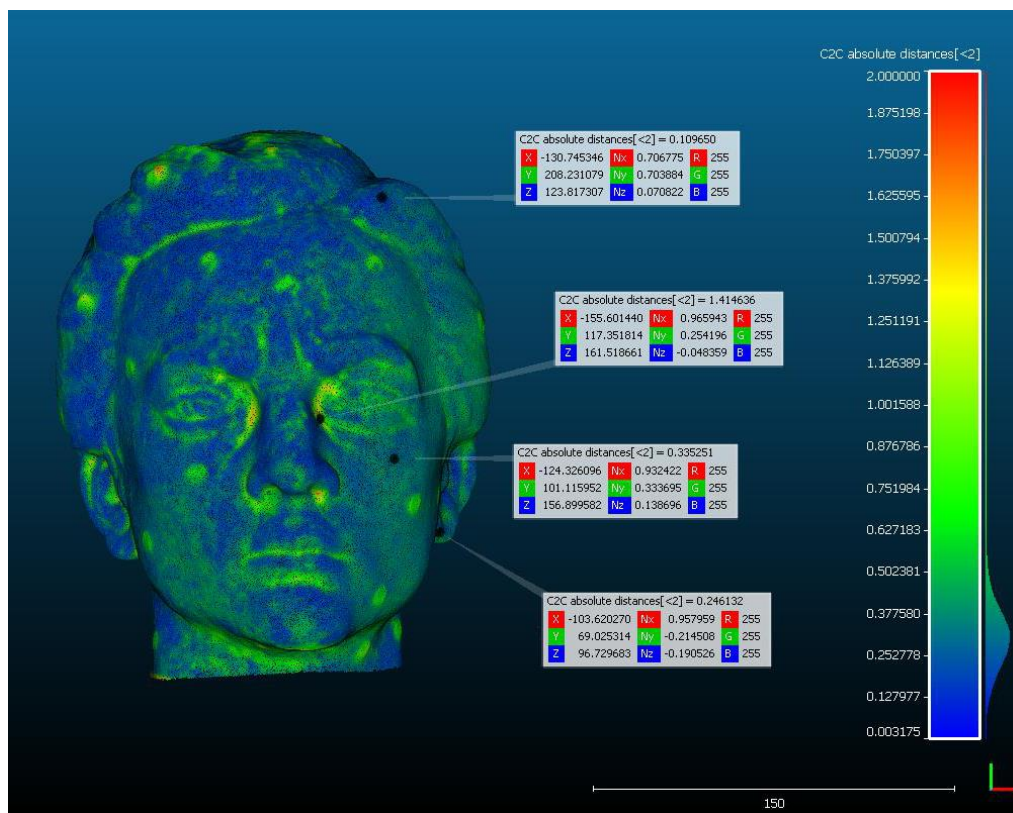 C2C absolute distances[<2]
2.000000
1.875198
1.750397
1.625595
1.500794
1.375992
1.251191
1.126389
1.001588
0.876786
0.751984
0.627183
0.502381
0.377580
0.252778
0.127977
0.003175
C2C absolute distances[<2] = 0.109650
X -130.745346 Nx 0.706775 R 255
Y 208.231079 Ny 0.703884 G 255
Z 123.817307 Nz 0.070822 B 255
C2C absolute distances[<2] = 1.414636
X -155.601440 Nx 0.965943 R 255
Y 117.351814 Ny 0.254196 G 255
Z 161.518661 Nz -0.048359 B 255
C2C absolute distances[<2] = 0.335251
X -124.326096 Nx 0.932422 R 255
Y 101.115952 Ny 0.333695 G 255
Z 156.899582 Nz 0.138696 B 255
C2C absolute distances[<2] = 0.246132
X -103.620270 Nx 0.957959 R 255
Y 69.025314 Ny -0.214508 G 255
Z 96.729683 Nz -0.190526 B 255
150